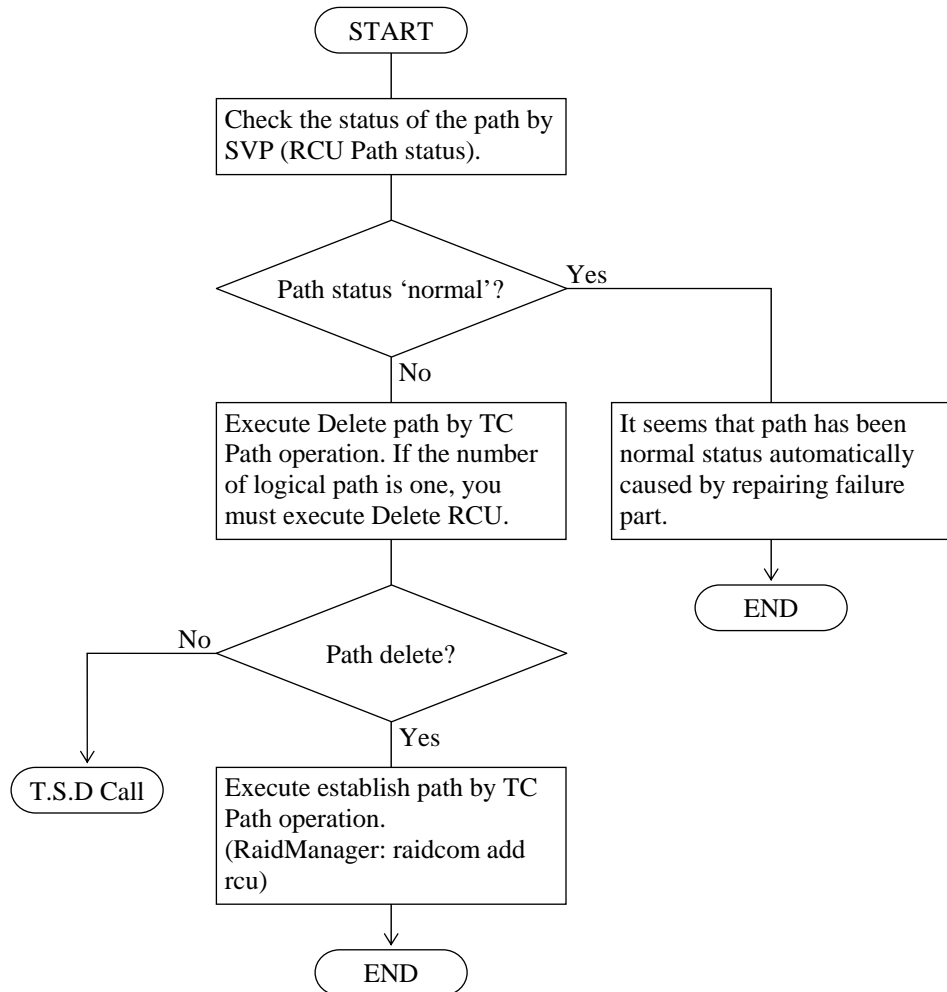 START
Check the status of the path by
SVP (RCU Path status).
Path status ‘normal’?
Yes
No
Execute Delete path by TC
Path operation. If the number
of logical path is one, you
must execute Delete RCU.
It seems that path has been
normal status automatically
caused by repairing failure
part.
END
No
Path delete?
Yes
T.S.D Call
Execute establish path by TC
Path operation.
(RaidManager: raidcom add
rcu)
END